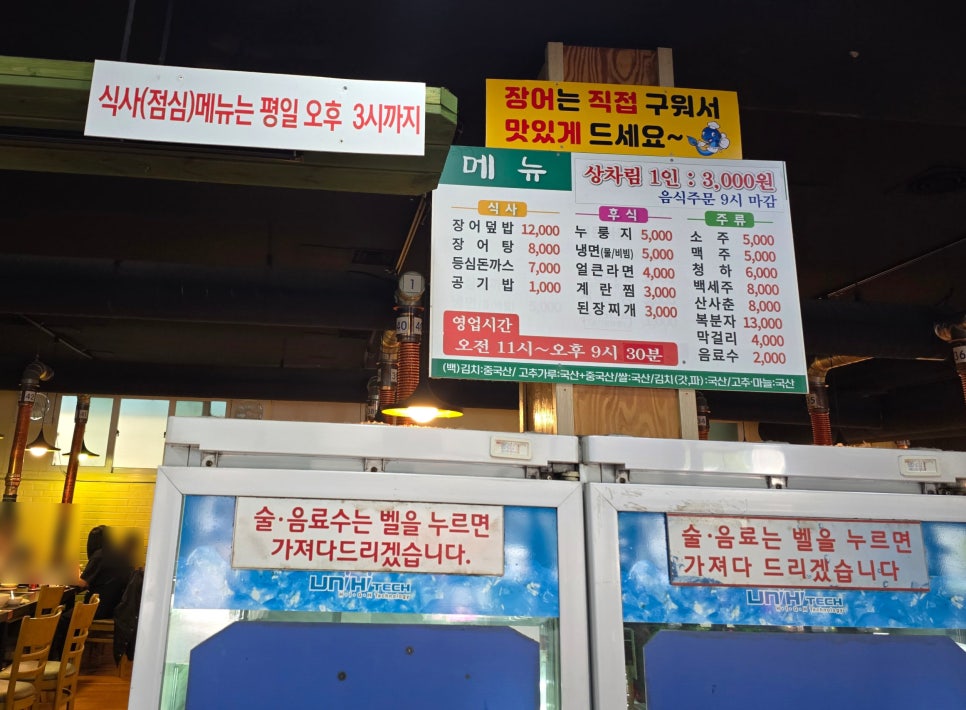 식사(점심)메뉴는 평일 오후 3시까지
장어는 직접 구워서
맛있게 드세요~
메뉴
상차림 1인 : 3,000원
음식주문 9시 마감
식사
장어덮밥 12,000
장어탕 8,000
등심돈까스 7,000
공기밥 1,000
후식
누룽지 5,000
냉면(물/비빔) 5,000
얼큰라면 4,000
계란찜 3,000
된장찌개 3,000
주류
소주 5,000
맥주 5,000
청하 6,000
백세주 8,000
산사춘 8,000
복분자 13,000
막걸리 4,000
음료수 2,000
영업시간
오전 11시~오후 9시 30분
(백)김치:중국산/ 고추가루:국산+중국산/쌀:국산/김치(갓,파):국산/고추·마늘:국산
1
40
술·음료수는 벨을 누르면
가져다드리겠습니다.
UN'H TECH
H·I·G·H Technology
술·음료는 벨을 누르면
가져다 드리겠습니다
UN'H TECH
H·I·G·H Technology